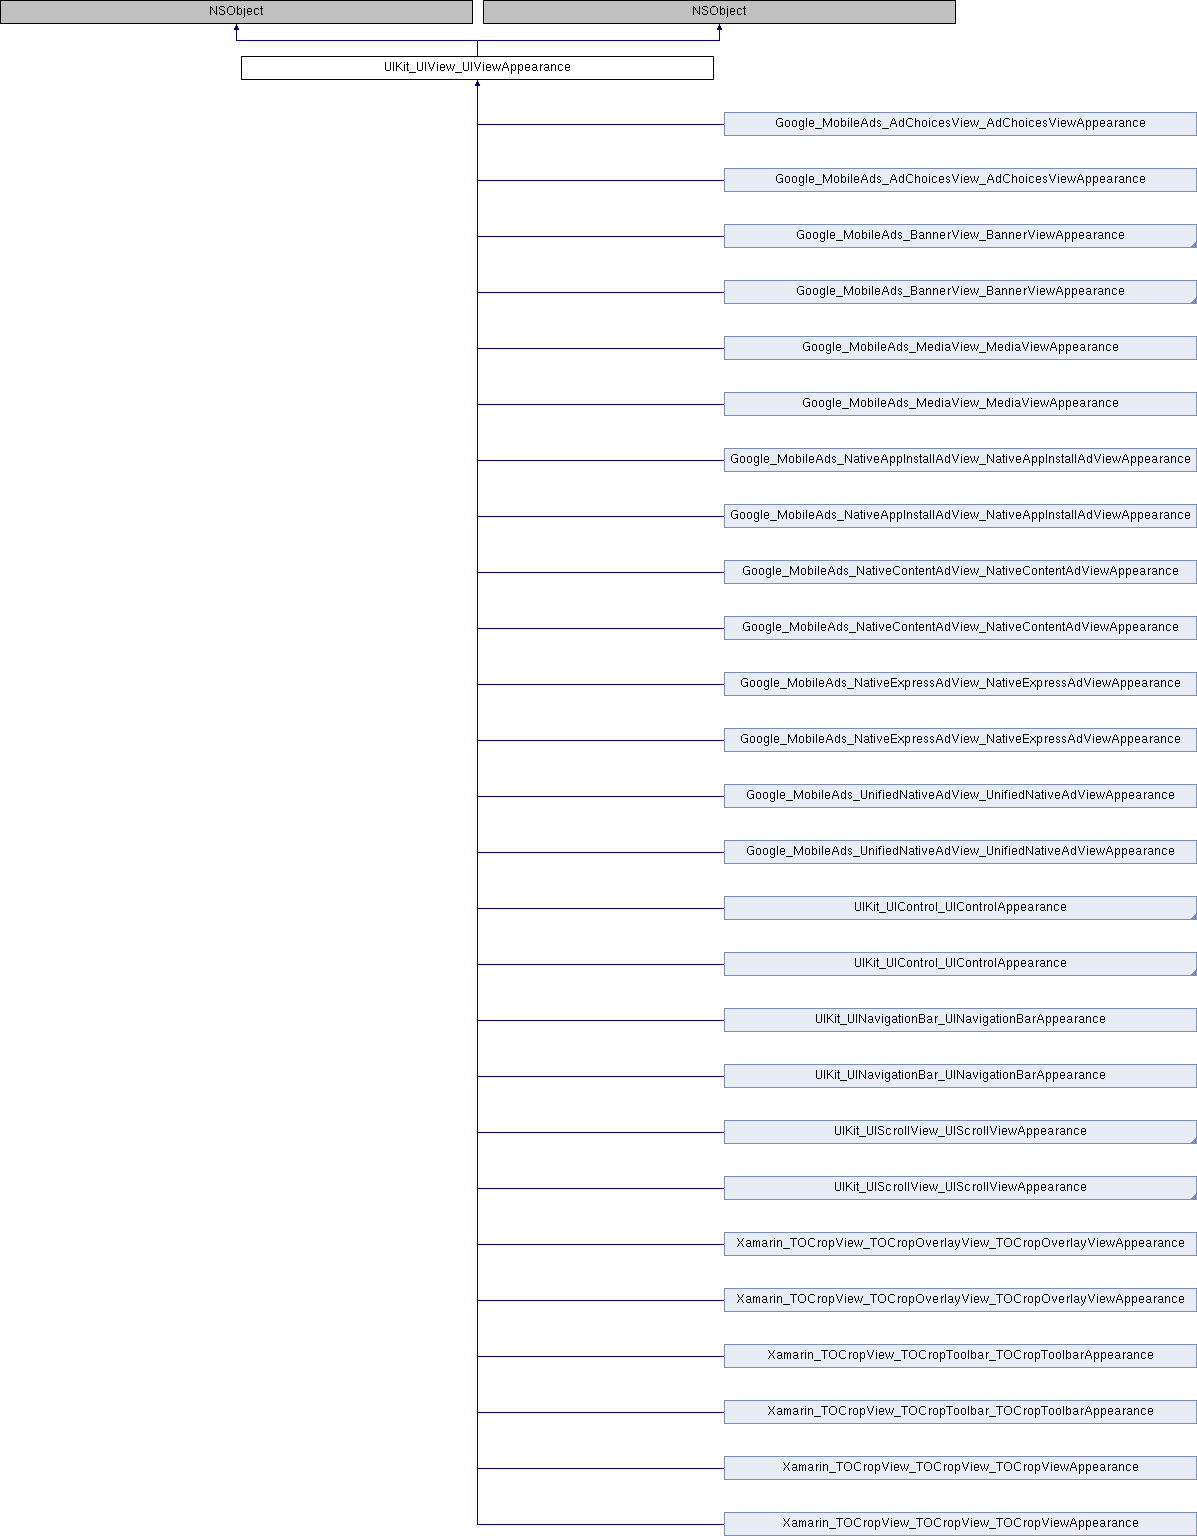 NSObject
NSObject
UIKit_UIView_UIViewAppearance
Google_MobileAds_AdChoicesView_AdChoicesViewAppearance
Google_MobileAds_AdChoicesView_AdChoicesViewAppearance
Google_MobileAds_BannerView_BannerViewAppearance
Google_MobileAds_BannerView_BannerViewAppearance
Google_MobileAds_MediaView_MediaViewAppearance
Google_MobileAds_MediaView_MediaViewAppearance
Google_MobileAds_NativeAppInstallAdView_NativeAppInstallAdViewAppearance
Google_MobileAds_NativeAppInstallAdView_NativeAppInstallAdViewAppearance
Google_MobileAds_NativeContentAdView_NativeContentAdViewAppearance
Google_MobileAds_NativeContentAdView_NativeContentAdViewAppearance
Google_MobileAds_NativeExpressAdView_NativeExpressAdViewAppearance
Google_MobileAds_NativeExpressAdView_NativeExpressAdViewAppearance
Google_MobileAds_UnifiedNativeAdView_UnifiedNativeAdViewAppearance
Google_MobileAds_UnifiedNativeAdView_UnifiedNativeAdViewAppearance
UIKit_UIControl_UIControlAppearance
UIKit_UIControl_UIControlAppearance
UIKit_UINavigationBar_UINavigationBarAppearance
UIKit_UINavigationBar_UINavigationBarAppearance
UIKit_UIScrollView_UIScrollViewAppearance
UIKit_UIScrollView_UIScrollViewAppearance
Xamarin_TOCropView_TOCropOverlayView_TOCropOverlayViewAppearance
Xamarin_TOCropView_TOCropOverlayView_TOCropOverlayViewAppearance
Xamarin_TOCropView_TOCropToolbar_TOCropToolbarAppearance
Xamarin_TOCropView_TOCropToolbar_TOCropToolbarAppearance
Xamarin_TOCropView_TOCropView_TOCropViewAppearance
Xamarin_TOCropView_TOCropView_TOCropViewAppearance